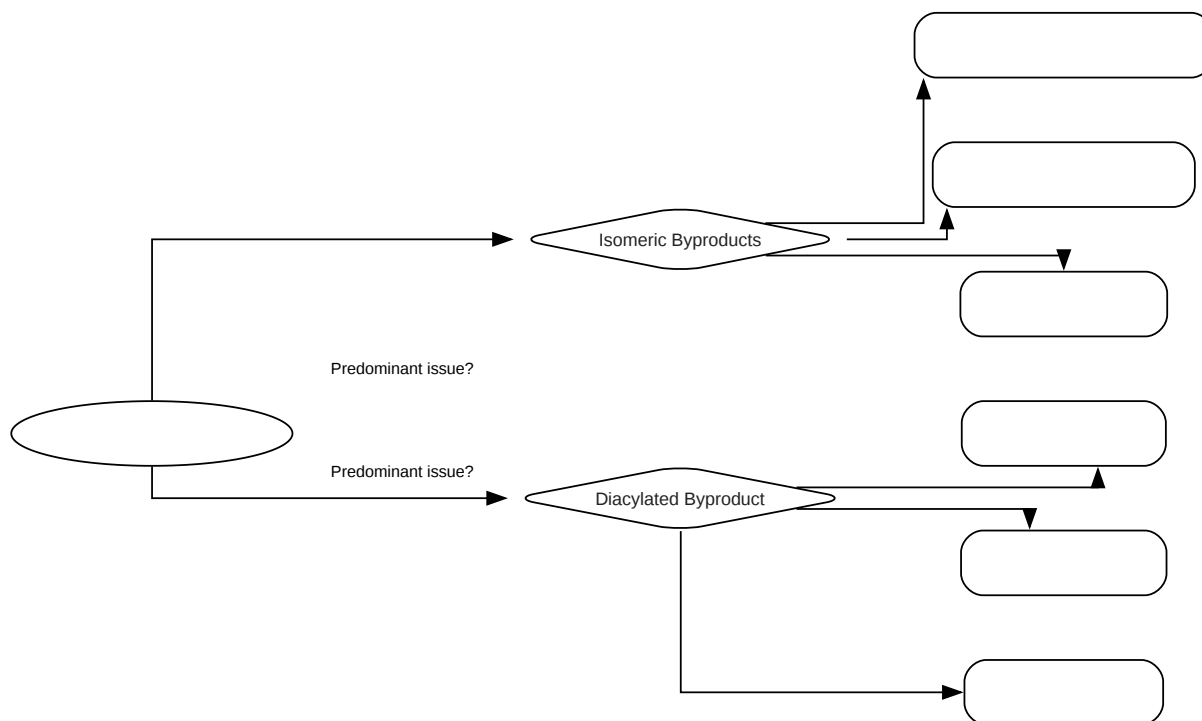 Isomeric Byproducts
Predominant issue?
Predominant issue?
Diacylated Byproduct